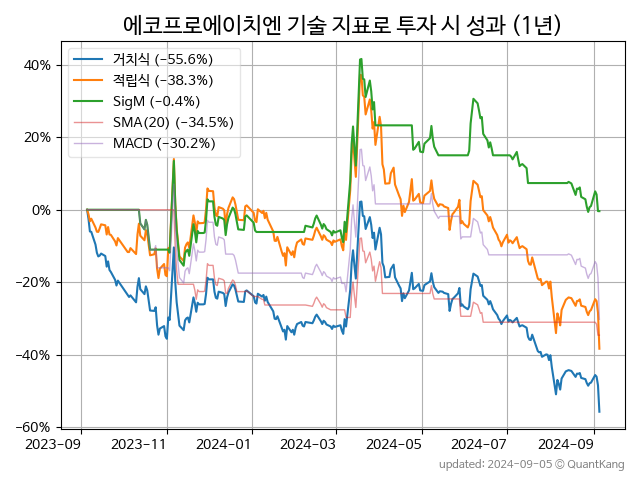 에코프로에이치엔 기술 지표로 투자 시 성과 (1년)
거치식 (−55.6%)
적립식 (−38.3%)
SigM (−0.4%)
SMA(20) (−34.5%)
MACD (−30.2%)
40%
20%
0%
−20%
−40%
−60%
2023-09 2023-11 2024-01 2024-03 2024-05 2024-07 2024-09
updated: 2024-09-05 © QuantKang